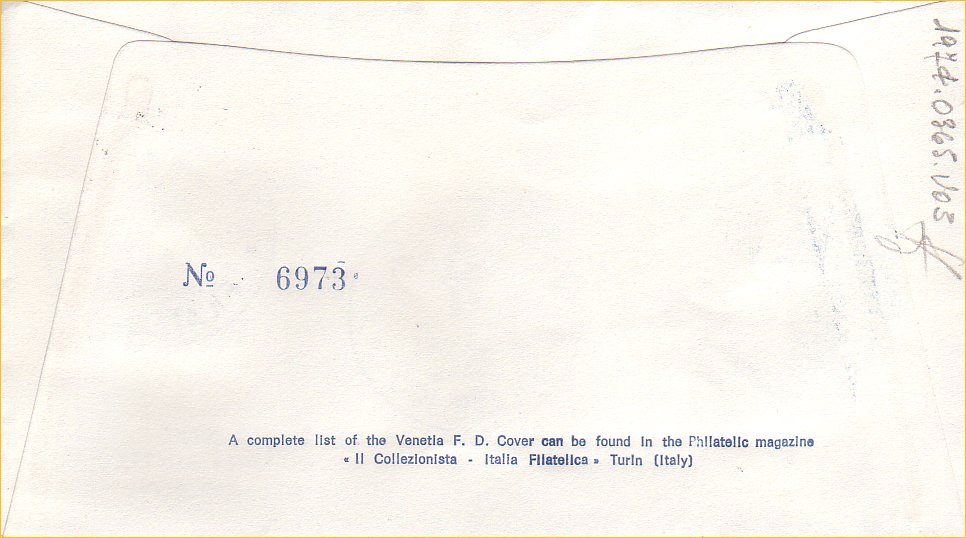 1974.0365.V03
№ 6973
A complete list of the Venetia F. D. Cover can be found in the Philatelic magazine
« Il Collezionista - Italia Filatelica » Turin (Italy)